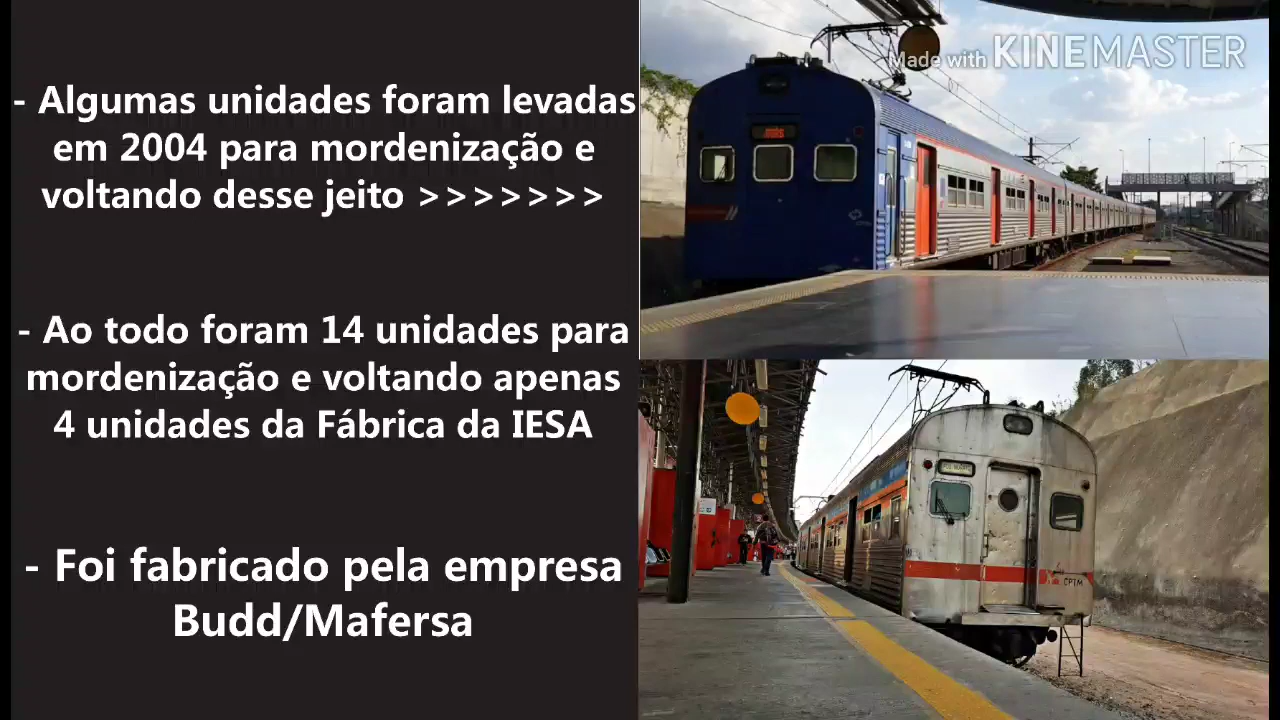 - Algumas unidades foram levadas
em 2004 para mordenização e
voltando desse jeito >>>>>>>
- Ao todo foram 14 unidades para
mordenização e voltando apenas
4 unidades da Fábrica da IESA
- Foi fabricado pela empresa
Budd/Mafersa
Made with KINEMASTER
CPTM